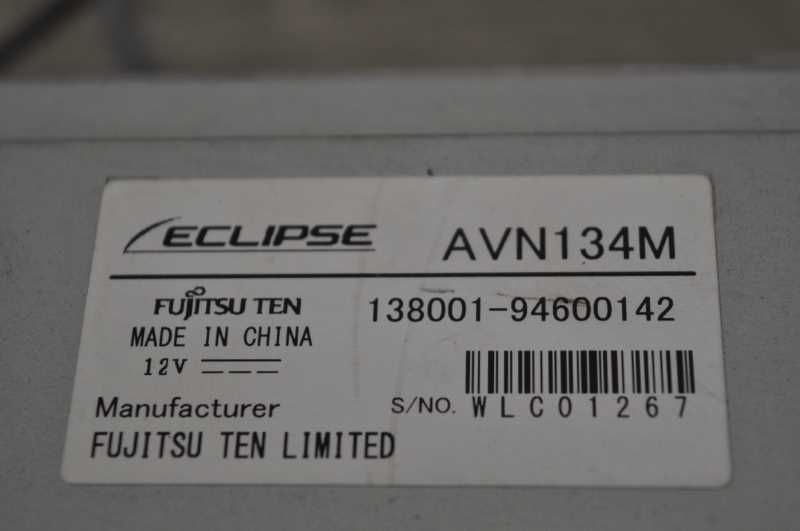 ECLIPSE AVN134M
FUJITSU TEN 138001-94600142
MADE IN CHINA
12V
Manufacturer S/NO. WLC01267
FUJITSU TEN LIMITED